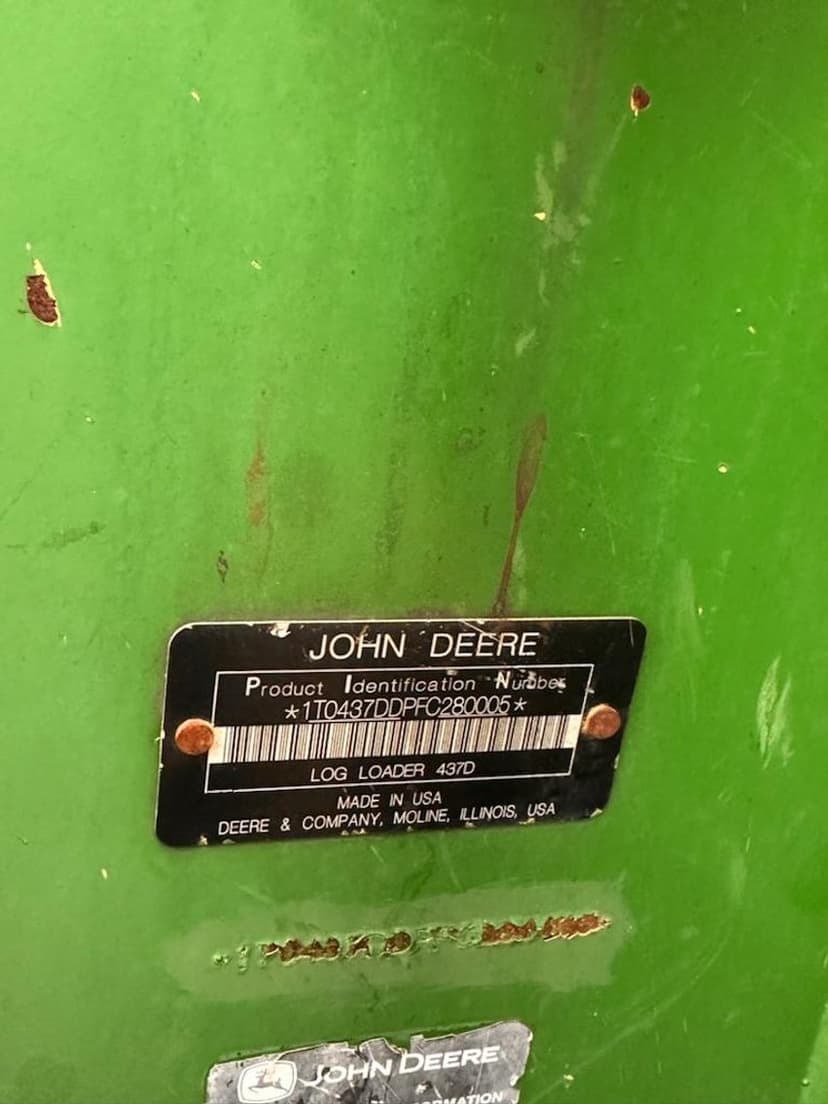 JOHN DEERE
Product Identification Number
*1T0437DDPFC280005*
LOG LOADER 437D
MADE IN USA
DEERE & COMPANY, MOLINE, ILLINOIS, USA
JOHN DEERE